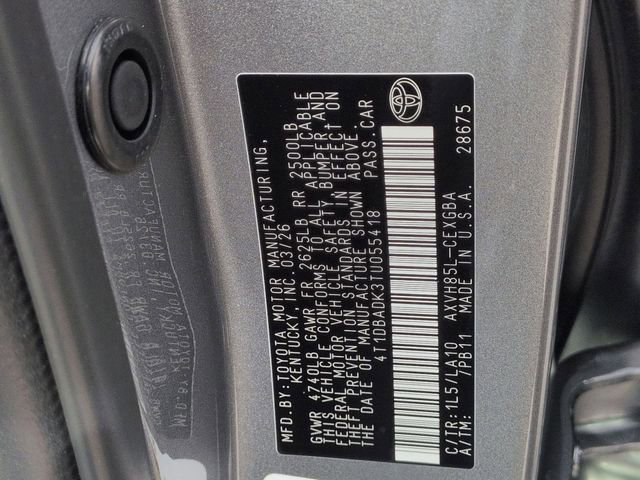 MFD.BY:TOYOTA MOTOR MANUFACTURING,
KENTUCKY, INC. 03/26
GVWR 4740LB GAWR FR 2625LB RR 2500LB
THIS VEHICLE CONFORMS TO ALL APPLICABLE
FEDERAL MOTOR VEHICLE SAFETY, BUMPER, AND
THEFT PREVENTION STANDARDS IN EFFECT ON
THE DATE OF MANUFACTURE SHOWN ABOVE.
4T1DBADK3TU055418 PASS.CAR
C/TR:1L5/LA10 AXVH85L-CEXGBA
A/TM: -/PB11 MADE IN U.S.A. 28675